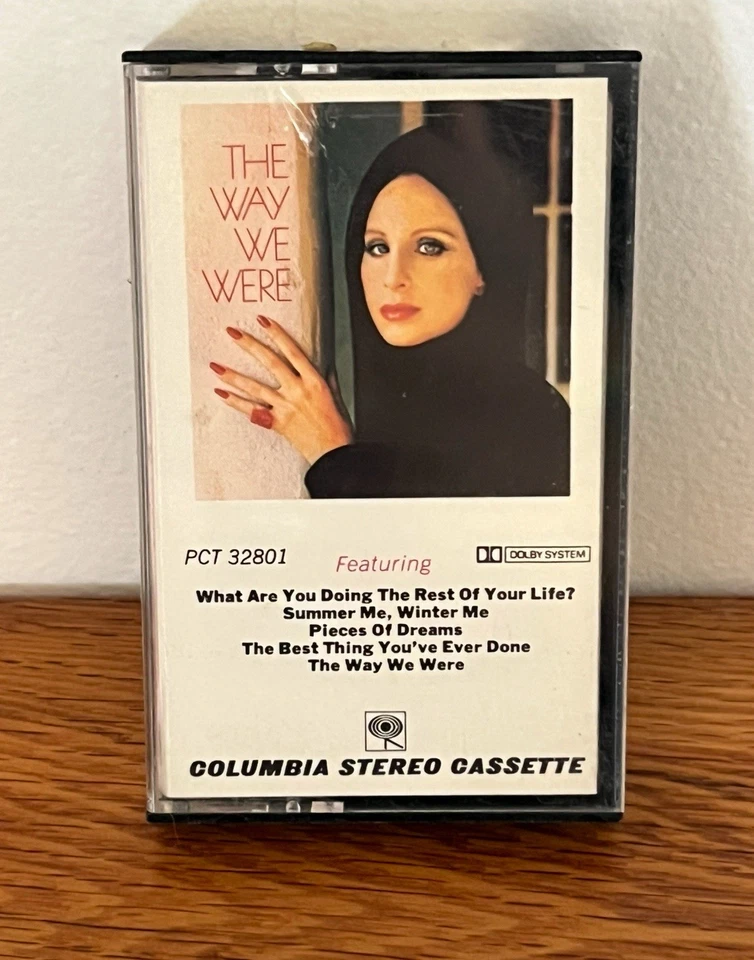 THE
WAY
WE
WERE
PCT 32801
Featuring
DOLBY SYSTEM
What Are You Doing The Rest Of Your Life?
Summer Me, Winter Me
Pieces Of Dreams
The Best Thing You've Ever Done
The Way We Were
COLUMBIA STEREO CASSETTE